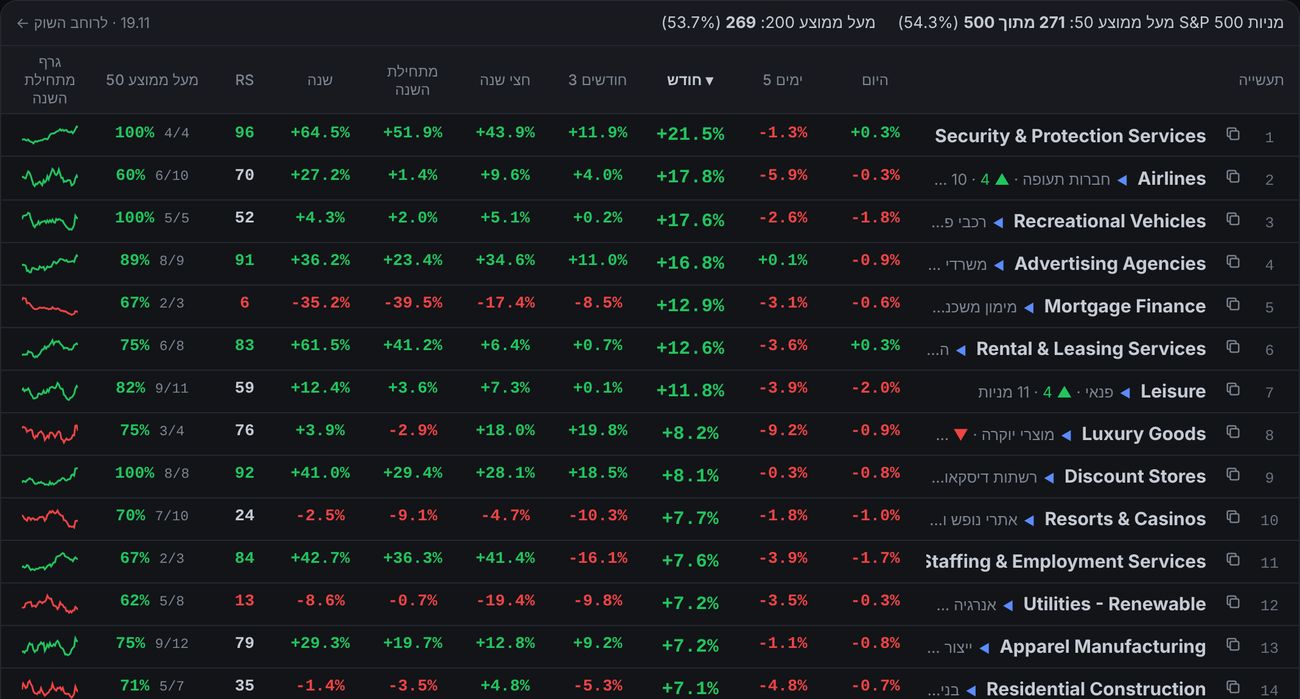 מניות S&P 500 מעל ממוצע 50: 271 מתוך 500 (54.3%) מעל ממוצע 200: 269 (53.7%) 19.11 · לרוחב השוק ←
תעשייה היום 5 ימים חודש ▼ 3 חודשים חצי שנה מתחילת השנה שנה RS מעל ממוצע 50 גרף מתחילת השנה
1 Security & Protection Services +0.3% -1.3% +21.5% +11.9% +43.9% +51.9% +64.5% 96 100% 4/4
2 Airlines ◀ חברות תעופה · ▲ 4 · 10 ... -0.3% -5.9% +17.8% +4.0% +9.6% +1.4% +27.2% 70 60% 6/10
3 Recreational Vehicles ◀ רכבי פ... -1.8% -2.6% +17.6% +0.2% +5.1% +2.0% +4.3% 52 100% 5/5
4 Advertising Agencies ◀ משרדי ... -0.9% +0.1% +16.8% +11.0% +34.6% +23.4% +36.2% 91 89% 8/9
5 Mortgage Finance ◀ מימון משכנ... -0.6% -3.1% +12.9% -8.5% -17.4% -39.5% -35.2% 6 67% 2/3
6 Rental & Leasing Services ◀ ה... +0.3% -3.6% +12.6% +0.7% +6.4% +41.2% +61.5% 83 75% 6/8
7 Leisure ◀ פנאי · ▲ 4 · 11 מניות -2.0% -3.9% +11.8% +0.1% +7.3% +3.6% +12.4% 59 82% 9/11
8 Luxury Goods ◀ מוצרי יוקרה · ▼ ... -0.9% -9.2% +8.2% +19.8% +18.0% -2.9% +3.9% 76 75% 3/4
9 Discount Stores ◀ רשתות דיסקאו... -0.8% -0.3% +8.1% +18.5% +28.1% +29.4% +41.0% 92 100% 8/8
10 Resorts & Casinos ◀ אתרי נופש ו... -1.0% -1.8% +7.7% -10.3% -4.7% -9.1% -2.5% 24 70% 7/10
11 Staffing & Employment Services -1.7% -3.9% +7.6% -16.1% +41.4% +36.3% +42.7% 84 67% 2/3
12 Utilities - Renewable ◀ אנרגיה ... -0.3% -3.5% +7.2% -9.8% -19.4% -0.7% -8.6% 13 62% 5/8
13 Apparel Manufacturing ◀ ייצור ... -0.8% -1.1% +7.2% +9.2% +12.8% +19.7% +29.3% 79 75% 9/12
14 Residential Construction ◀ בני... -0.7% -4.8% +7.1% -5.3% +4.8% -3.5% -1.4% 35 71% 5/7